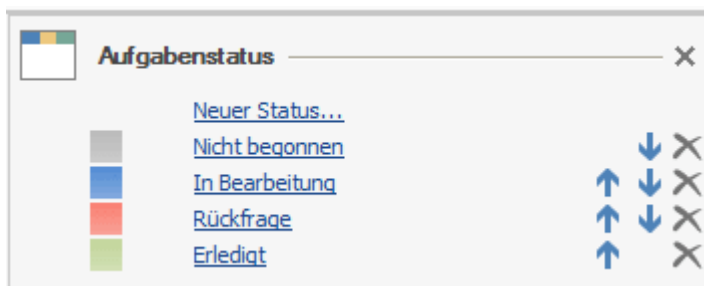 Aufgabenstatus
Neuer Status...
Nicht begonnen
In Bearbeitung
Rückfrage
Erledigt